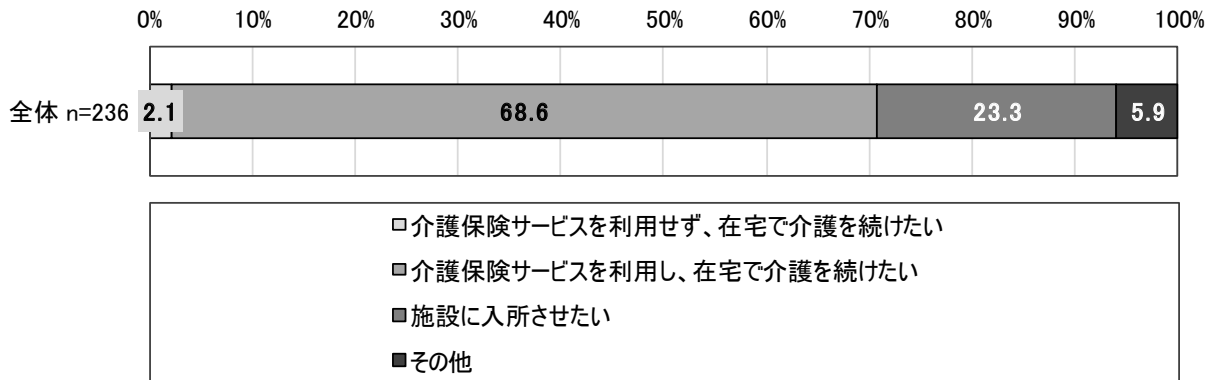 0% 10% 20% 30% 40% 50% 60% 70% 80% 90% 100%
全体 n=236 2.1 68.6 23.3 5.9
介護保険サービスを利用せず、在宅で介護を続けたい
介護保険サービスを利用し、在宅で介護を続けたい
施設に入所させたい
その他